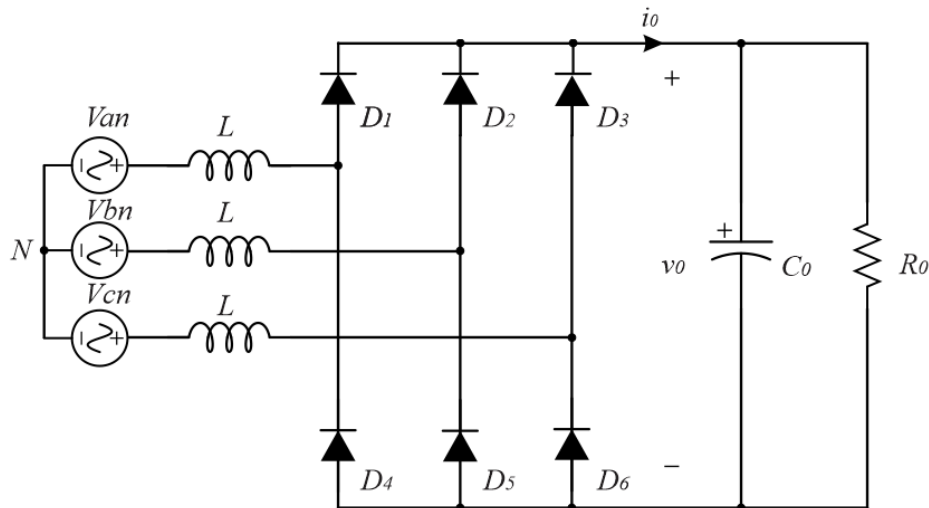 i0
+
D1
D2
D3
Van
L
+
Vbn
L
+
N
Vcn
L
+
+
v0
C0
R0
D4
D5
D6
−